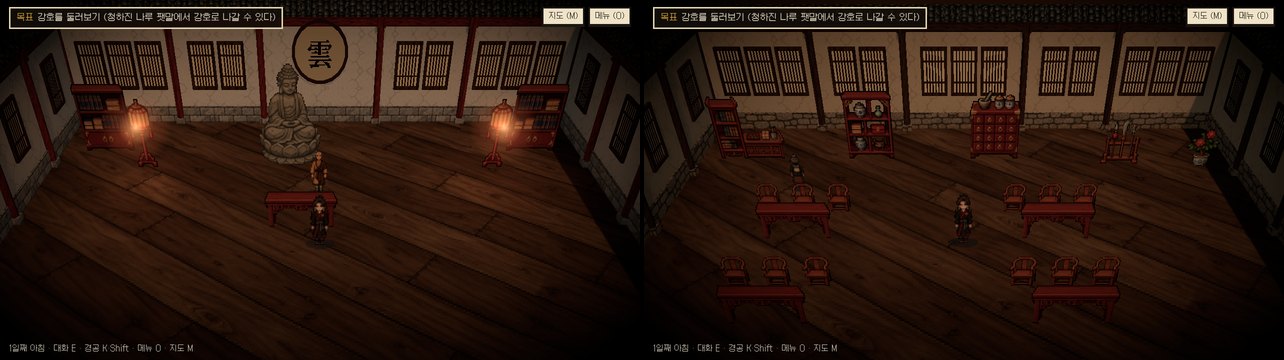 목표 강호를 둘러보기 (청하진 나루 팻말에서 강호로 나갈 수 있다)
지도 (M)
메뉴 (O)
雲
1일째 아침 · 대화 E · 경공 K Shift · 메뉴 O · 지도 M
목표 강호를 둘러보기 (청하진 나루 팻말에서 강호로 나갈 수 있다)
지도 (M)
메뉴 (O)
1일째 아침 · 대화 E · 경공 K Shift · 메뉴 O · 지도 M